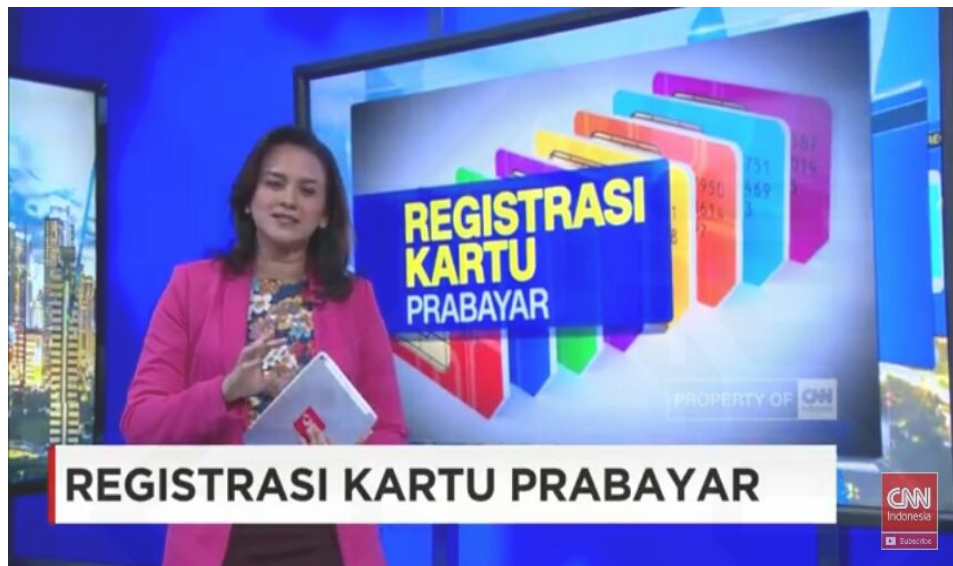 REGISTRASI
KARTU
PRABAYAR
PROPERTY OF CNN
REGISTRASI KARTU PRABAYAR
CNN
Indonesia
Subscribe